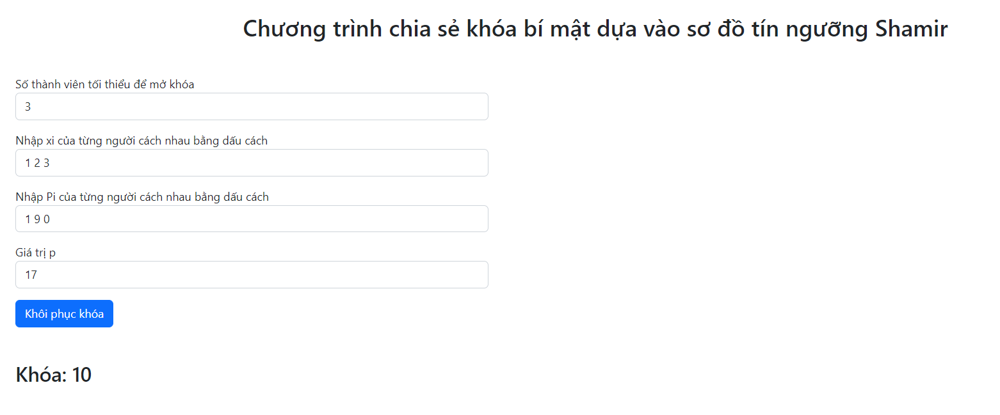 Chương trình chia sẻ khóa bí mật dựa vào sơ đồ tín ngưỡng Shamir
Số thành viên tối thiểu để mở khóa
3
Nhập xi của từng người cách nhau bằng dấu cách
1 2 3
Nhập Pi của từng người cách nhau bằng dấu cách
1 9 0
Giá trị p
17
Khôi phục khóa
Khóa: 10